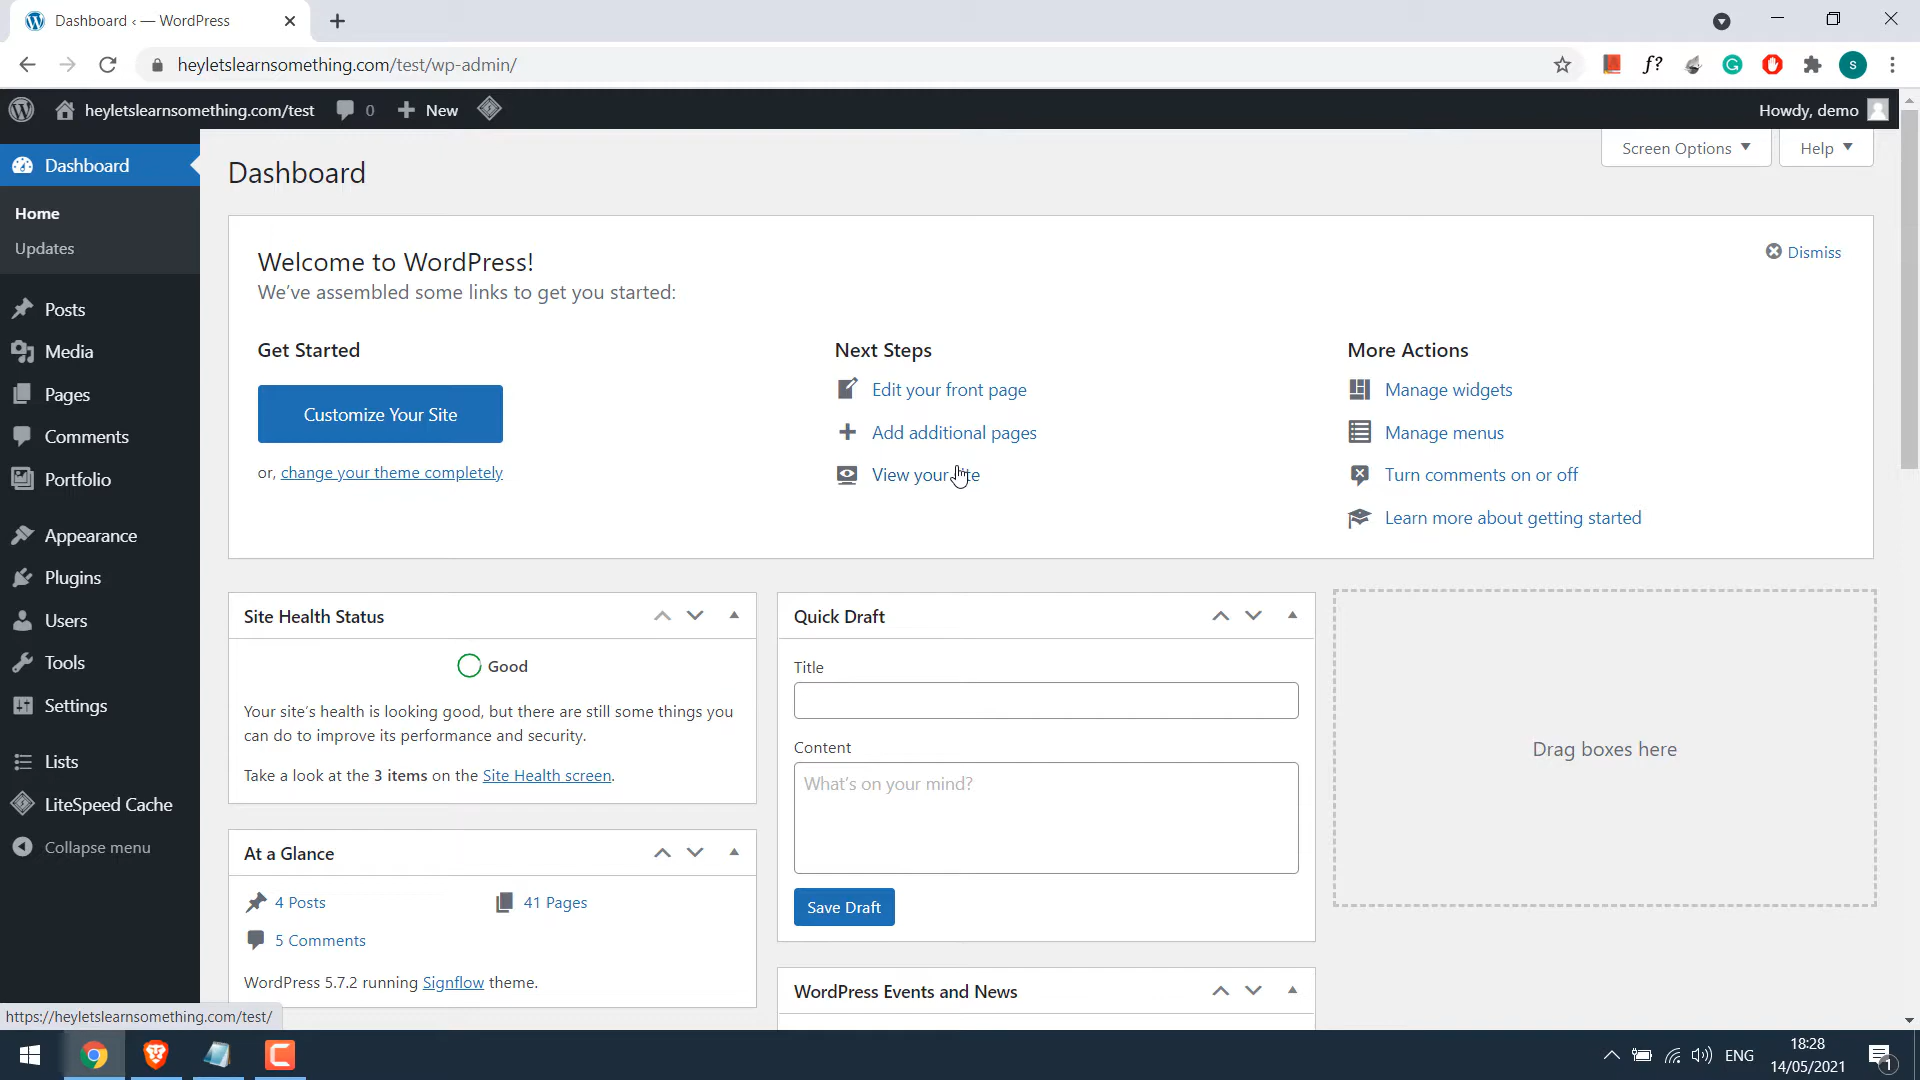 Dashboard ‹ — WordPress
heyletslearnsomething.com/test/wp-admin/
f?
s
heyletslearnsomething.com/test
0
New
Howdy, demo
Dashboard
Home
Updates
Posts
Media
Pages
Comments
Portfolio
Appearance
Plugins
Users
Tools
Settings
Lists
LiteSpeed Cache
Collapse menu
Dashboard
Screen Options
Help
Welcome to WordPress!
We've assembled some links to get you started:
Dismiss
Get Started
Customize Your Site
or, change your theme completely
Next Steps
Edit your front page
Add additional pages
View your
More Actions
Manage widgets
Manage menus
Turn comments on or off
Learn more about getting started
Site Health Status
Good
Your site's health is looking good, but there are still some things you
can do to improve its performance and security.
Take a look at the 3 items on the Site Health screen.
At a Glance
4 Posts
41 Pages
5 Comments
WordPress 5.7.2 running Signflow theme.
Quick Draft
Title
Content
What's on your mind?
Save Draft
WordPress Events and News
Drag boxes here
https://heyletslearnsomething.com/test/
ENG
18:28
14/05/2021
1